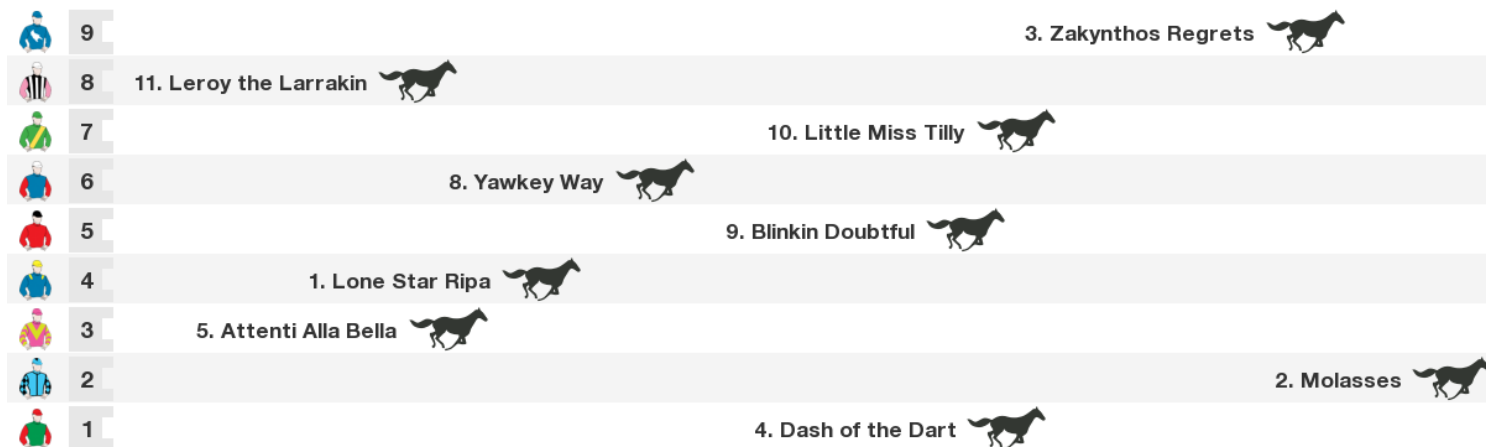 9 3. Zakynthos Regrets
8 11. Leroy the Larrakin
7 10. Little Miss Tilly
6 8. Yawkey Way
5 9. Blinkin Doubtful
4 1. Lone Star Ripa
3 5. Attenti Alla Bella
2 2. Molasses
1 4. Dash of the Dart